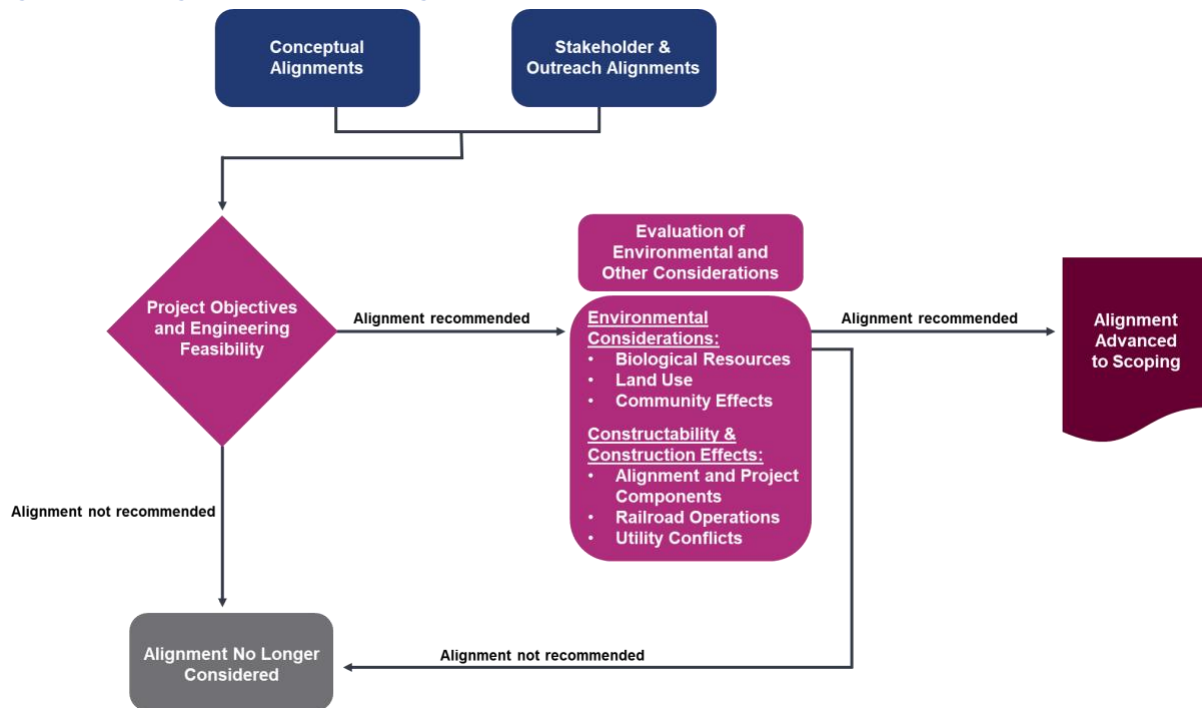 Conceptual
Alignments
Stakeholder &
Outreach Alignments
Project Objectives
and Engineering
Feasibility
Alignment recommended
Evaluation of
Environmental and
Other Considerations
Environmental
Considerations:
• Biological Resources
• Land Use
• Community Effects
Constructability &
Construction Effects:
• Alignment and Project
Components
• Railroad Operations
• Utility Conflicts
Alignment recommended
Alignment
Advanced
to Scoping
Alignment not recommended
Alignment No Longer
Considered
Alignment not recommended